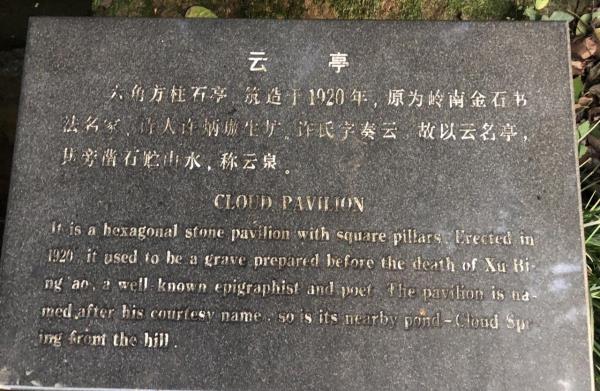 云亭
六角方柱石亭，筑造于1920年，原为岭南金石书
法名家、诗人许炳璈生圹。许氏字奏云，故以云名亭，
其旁凿石贮山水，称云泉。
CLOUD PAVILION
It is a hexagonal stone pavilion with square pillars. Erected in
1920, it used to be a grave prepared before the death of Xu Bi-
ng'ao, a well known epigraphist and poet. The pavilion is na-
med after his courtesy name, so is its nearby pond-Cloud Spr-
ing from the hill.